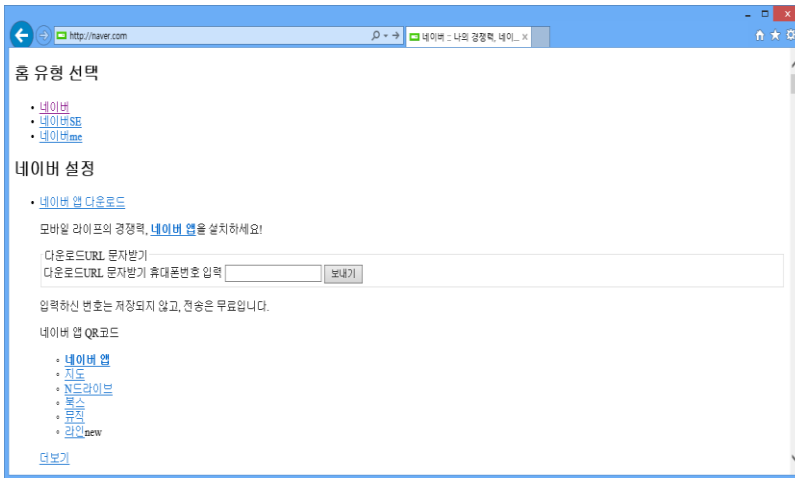 http://naver.com
네이버 :: 나의 경쟁력, 네이...
홈 유형 선택
네이버
네이버SE
네이버me
네이버 설정
네이버 앱 다운로드
모바일 라이프의 경쟁력, 네이버 앱을 설치하세요!
다운로드URL 문자받기
다운로드URL 문자받기 휴대폰번호 입력 보내기
입력하신 번호는 저장되지 않고, 전송은 무료입니다.
네이버 앱 QR코드
네이버 앱
지도
N드라이브
북스
뮤직
라인new
더보기